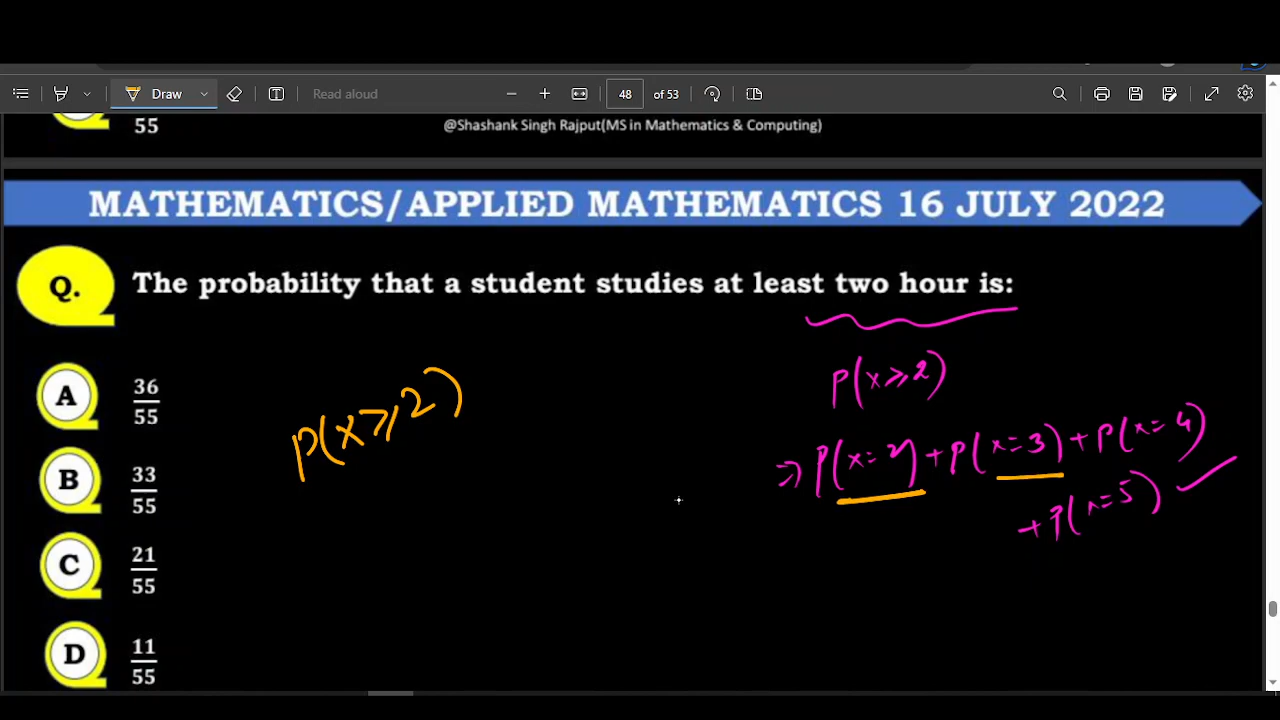 Draw
Read aloud
48 of 53
55
@Shashank Singh Rajput(MS in Mathematics & Computing)
MATHEMATICS/APPLIED MATHEMATICS 16 JULY 2022
Q. The probability that a student studies at least two hour is:
P(x⩾2)
A 36/55
P(x⩾2)
⇒ P(x=2) + P(x=3) + P(x=4)
+ P(x=5)
B 33/55
C 21/55
D 11/55